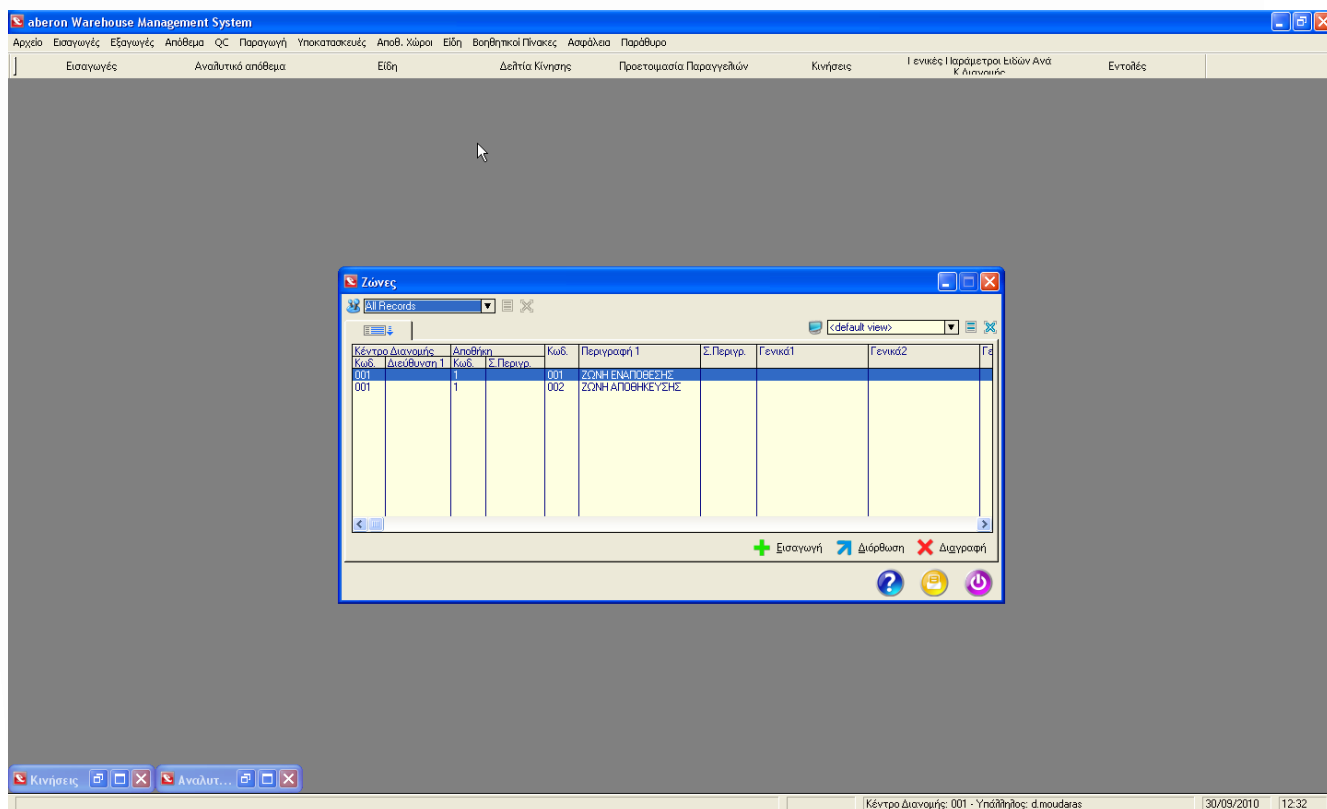 aberon Warehouse Management System
Αρχείο Εισαγωγές Εξαγωγές Απόθεμα QC Παραγωγή Υποκατασκευές Αποθ. Χώροι Είδη Βοηθητικοί Πίνακες Ασφάλεια Παράθυρο
Εισαγωγές Αναλυτικό απόθεμα Είδη Δελτία Κίνησης Προετοιμασία Παραγγελιών Κινήσεις Γενικές Παράμετροι Ειδών Ανά Εντολές
Κ.Διανομής
Ζώνες
All Records
<default view>
Κέντρο Διανομής Αποθήκη Κωδ. Περιγραφή 1 Σ.Περιγρ. Γενικά1 Γενικά2 Γε
Κωδ. Διεύθυνση 1 Κωδ. Σ.Περιγρ.
001 1 001 ΖΩΝΗ ΕΝΑΠΟΘΕΣΗΣ
001 1 002 ΖΩΝΗ ΑΠΟΘΗΚΕΥΣΗΣ
Εισαγωγή Διόρθωση Διαγραφή
Κινήσεις Αναλυτ...
Κέντρο Διανομής: 001 - Υπάλληλος: d.moudaras 30/09/2010 12:32